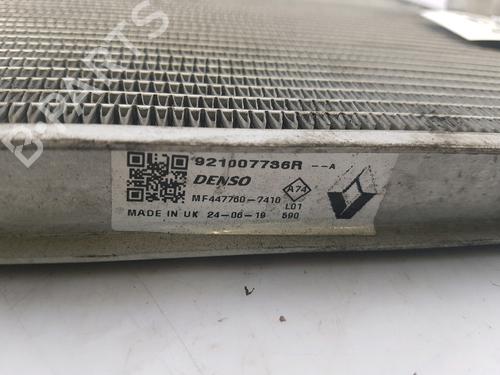 B-PARTS
921007736R --A
DENSO
MF447760-7410
A74
L01
MADE IN UK 24-06-19 590